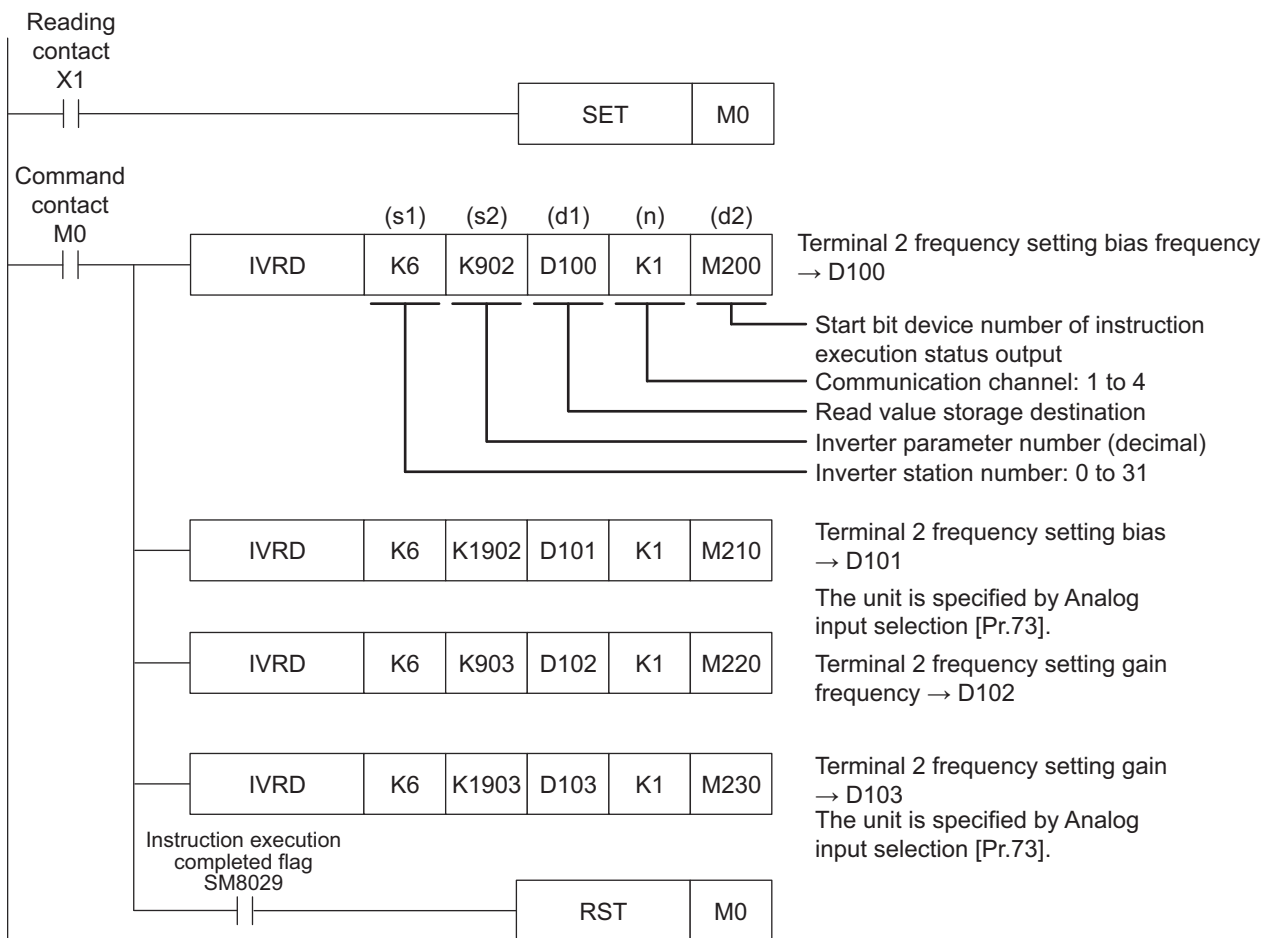 Reading
contact
X1
SET M0
Command
contact
M0
(s1) (s2) (d1) (n) (d2)
IVRD K6 K902 D100 K1 M200
Terminal 2 frequency setting bias frequency
→ D100
Start bit device number of instruction
execution status output
Communication channel: 1 to 4
Read value storage destination
Inverter parameter number (decimal)
Inverter station number: 0 to 31
IVRD K6 K1902 D101 K1 M210
Terminal 2 frequency setting bias
→ D101
The unit is specified by Analog
input selection [Pr.73].
IVRD K6 K903 D102 K1 M220
Terminal 2 frequency setting gain
frequency → D102
IVRD K6 K1903 D103 K1 M230
Terminal 2 frequency setting gain
→ D103
The unit is specified by Analog
input selection [Pr.73].
Instruction execution
completed flag
SM8029
RST M0